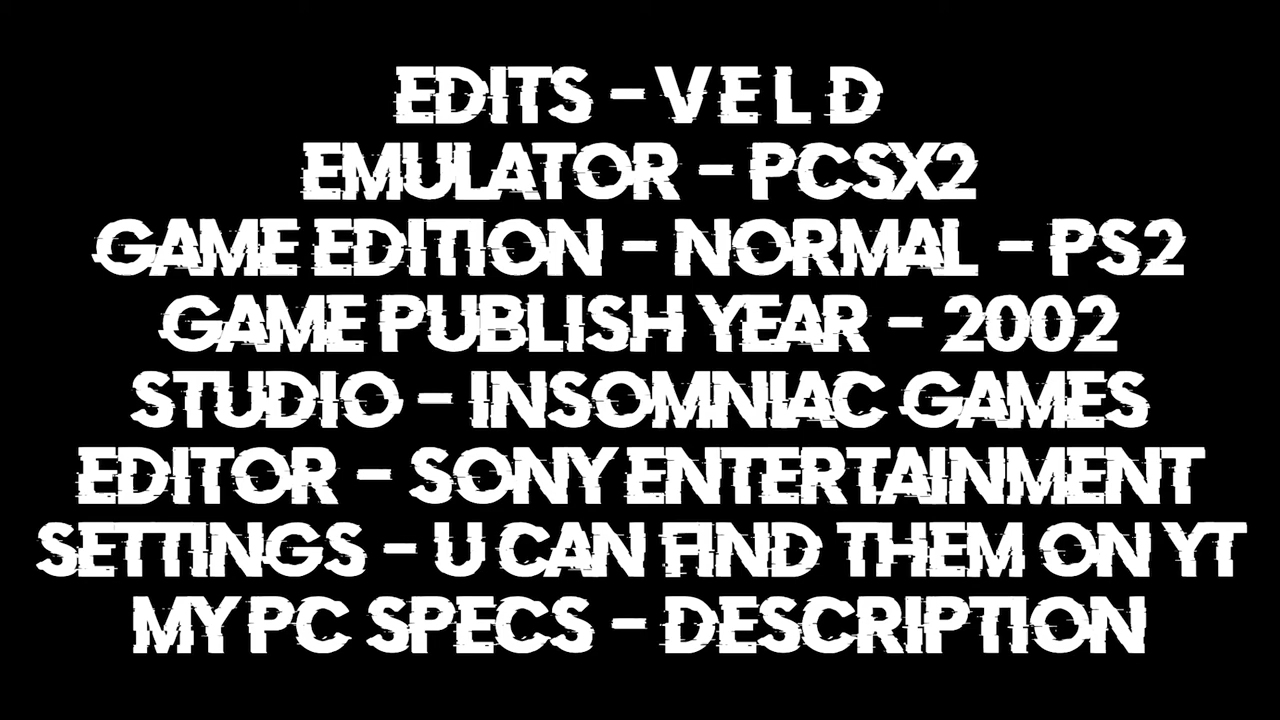 EDITS - V E L D
EMULATOR - PCSX2
GAME EDITION - NORMAL - PS2
GAME PUBLISH YEAR - 2002
STUDIO - INSOMNIAC GAMES
EDITOR - SONY ENTERTAINMENT
SETTINGS - U CAN FIND THEM ON YT
MY PC SPECS - DESCRIPTION